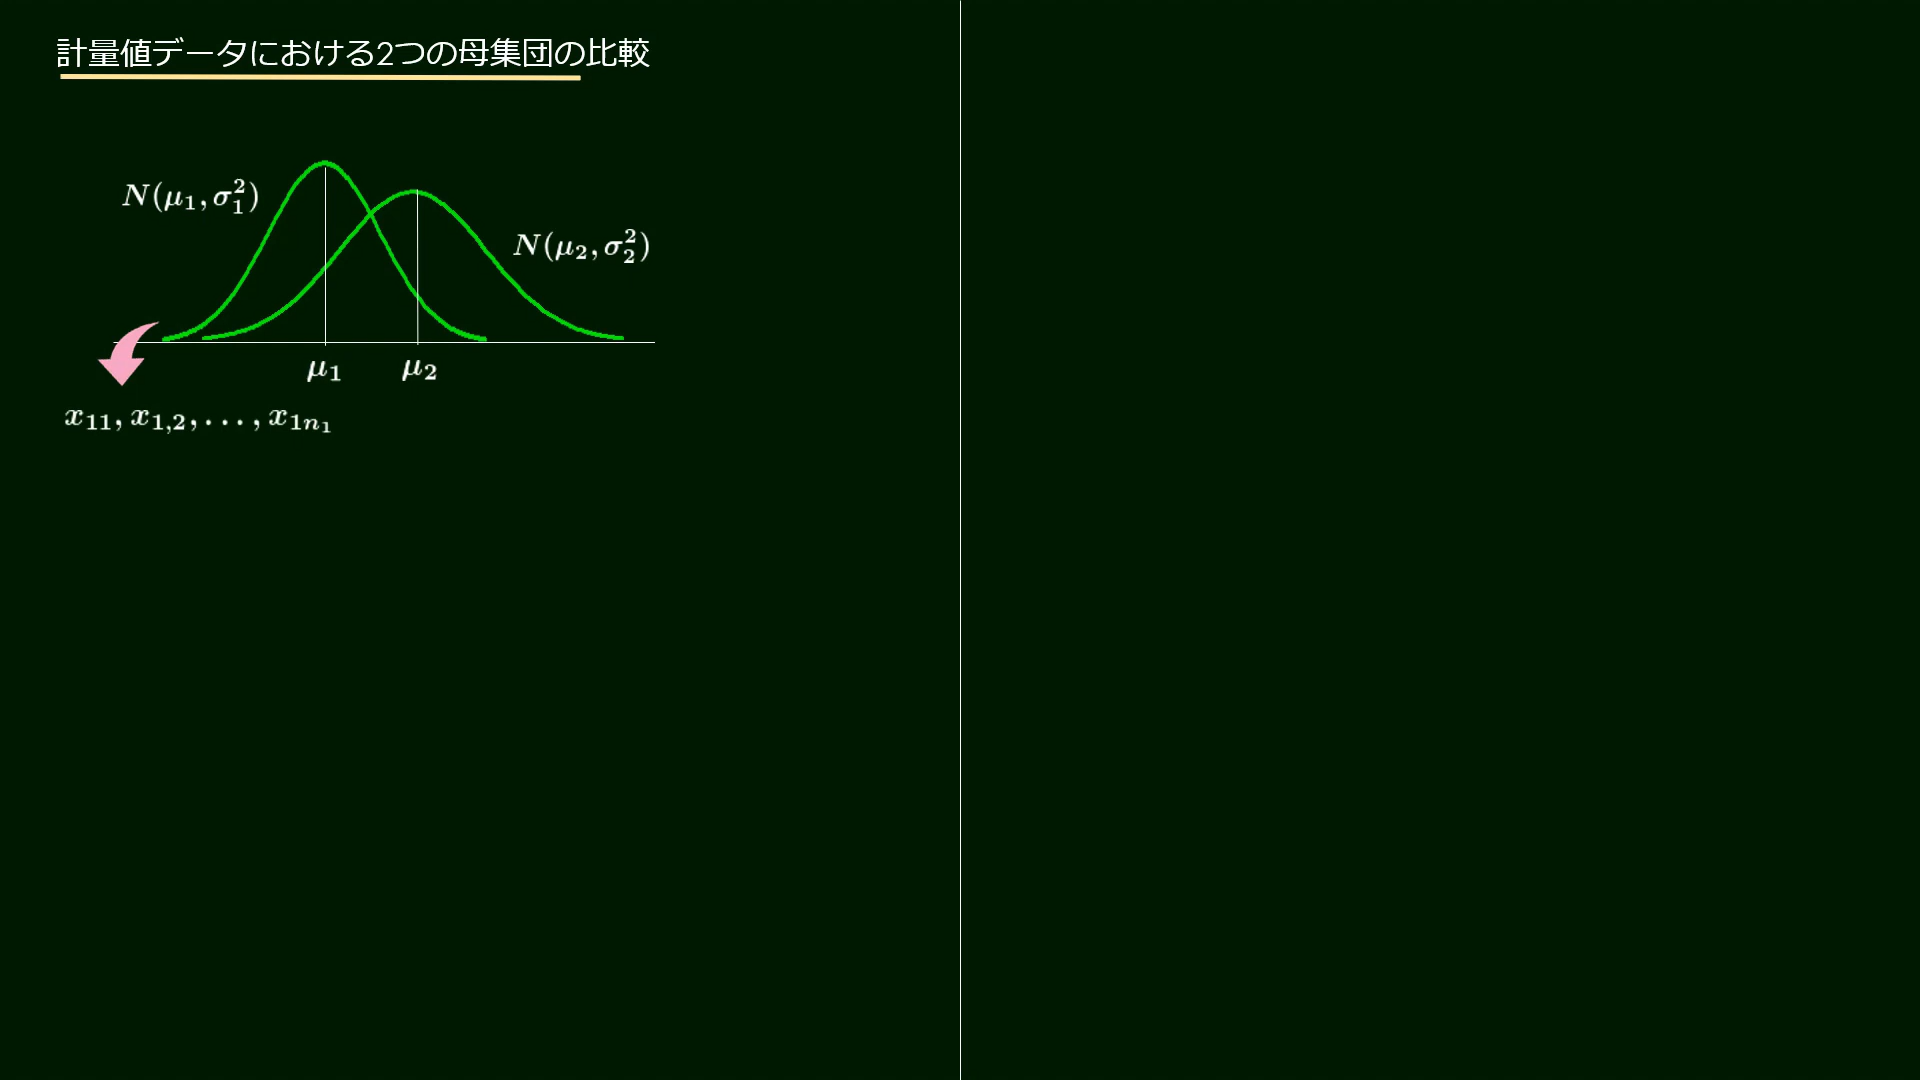 計量値データにおける2つの母集団の比較
N(μ₁, σ₁²)
N(μ₂, σ₂²)
μ₁ μ₂
x₁₁, x₁,₂, . . . , x₁ₙ₁